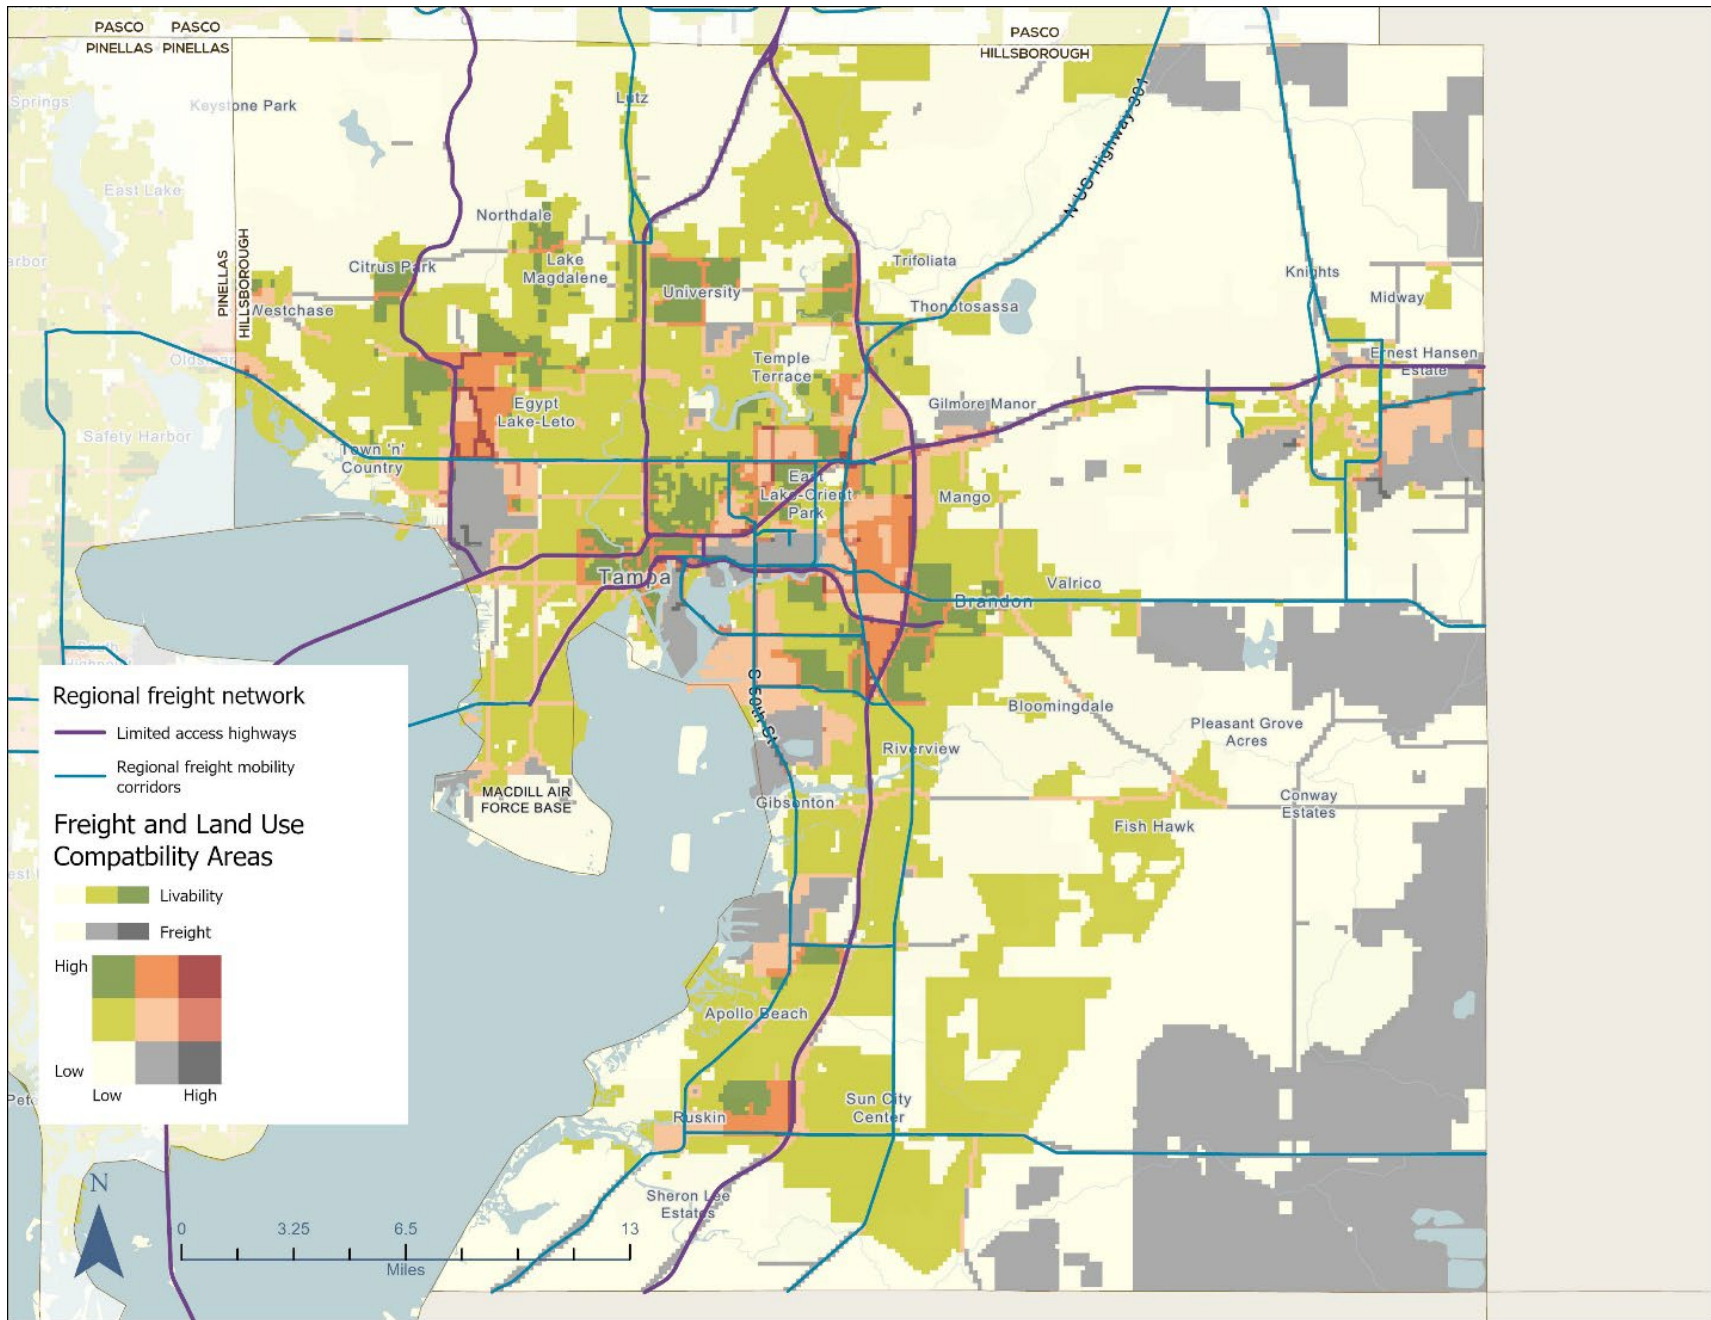 PASCO
PASCO
PINELLAS
PINELLAS
PASCO
HILLSBOROUGH
Springs
Keystone Park
Lutz
N US Highway 301
East Lake
Northdale
arbor
PINELLAS
HILLSBOROUGH
Citrus Park
Lake
Magdalene
University
Trifoliata
Knights
Midway
Westchase
Thonotosassa
Oldsmar
Temple
Terrace
Ernest Hansen
Estate
Egypt
Lake-Leto
Gilmore Manor
Safety Harbor
Town 'n'
Country
East
Lake-Orient
Park
Mango
Tampa
Valrico
Brandon
South
Highpoint
S 50th St
Bloomingdale
Pleasant Grove
Acres
Riverview
MACDILL AIR
FORCE BASE
Gibsonton
Conway
Estates
Fish Hawk
Regional freight network
Limited access highways
Regional freight mobility
corridors
Freight and Land Use
Compatbility Areas
Livability
Freight
High
Low
Low
High
Apollo Beach
Pete
Ruskin
Sun City
Center
Sheron Lee
Estates
N
0
3.25
6.5
13
Miles